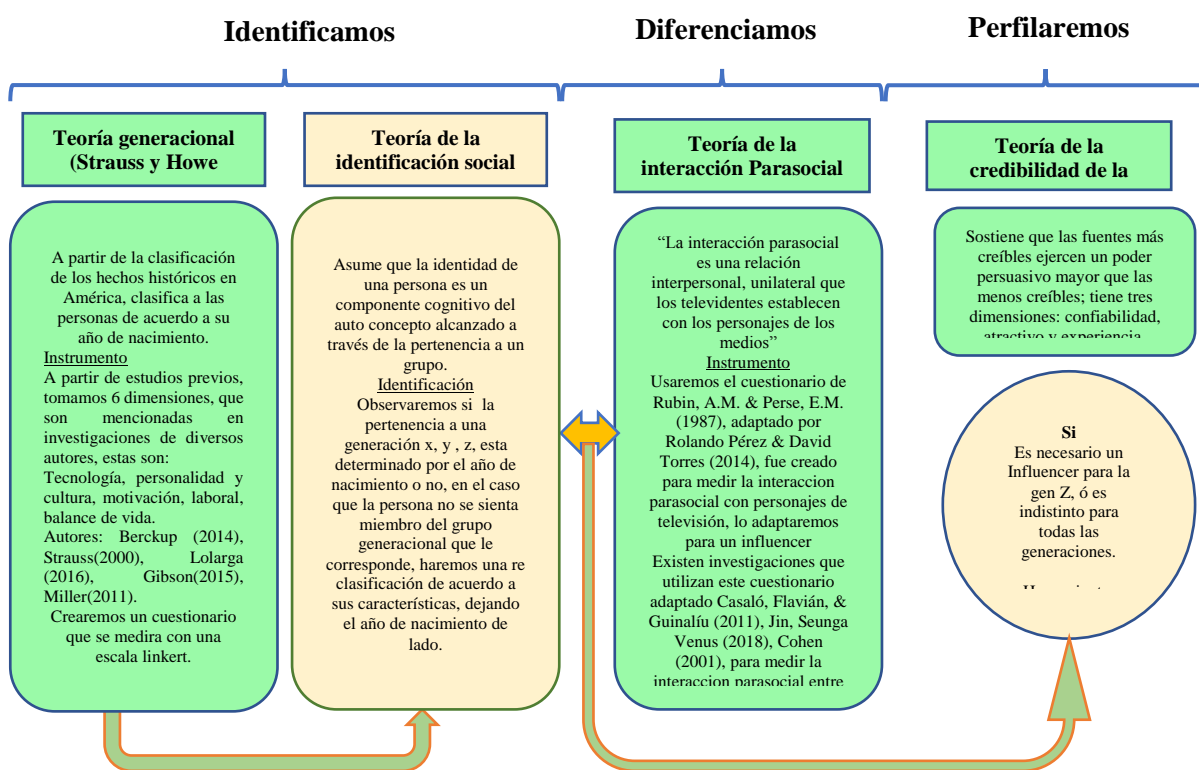 Identificamos
Diferenciamos
Perfilaremos
Teoría generacional
(Strauss y Howe
A partir de la clasificación
de los hechos históricos en
América, clasifica a las
personas de acuerdo a su
año de nacimiento.
Instrumento
A partir de estudios previos,
tomamos 6 dimensiones, que
son mencionadas en
investigaciones de diversos
autores, estas son:
Tecnología, personalidad y
cultura, motivación, laboral,
balance de vida.
Autores: Berckup (2014),
Strauss(2000), Lolarga
(2016), Gibson(2015),
Miller(2011).
Crearemos un cuestionario
que se medira con una
escala linkert.
Teoría de la
identificación social
Asume que la identidad de
una persona es un
componente cognitivo del
auto concepto alcanzado a
través de la pertenencia a un
grupo.
Identificación
Observaremos si la
pertenencia a una
generación x, y , z, esta
determinado por el año de
nacimiento o no, en el caso
que la persona no se sienta
miembro del grupo
generacional que le
corresponde, haremos una re
clasificación de acuerdo a
sus características, dejando
el año de nacimiento de
lado.
Teoría de la
interacción Parasocial
“La interacción parasocial
es una relación
interpersonal, unilateral que
los televidentes establecen
con los personajes de los
medios”
Instrumento
Usaremos el cuestionario de
Rubin, A.M. & Perse, E.M.
(1987), adaptado por
Rolando Pérez & David
Torres (2014), fue creado
para medir la interaccion
parasocial con personajes de
televisión, lo adaptaremos
para un influencer
Existen investigaciones que
utilizan este cuestionario
adaptado Casaló, Flavián, &
Guinalíu (2011), Jin, Seunga
Venus (2018), Cohen
(2001), para medir la
interaccion parasocial entre
Teoría de la
credibilidad de la
Sostiene que las fuentes más
creíbles ejercen un poder
persuasivo mayor que las
menos creíbles; tiene tres
dimensiones: confiabilidad,
atractivo y experiencia
Si
Es necesario un
Influencer para la
gen Z, ó es
indistinto para
todas las
generaciones.